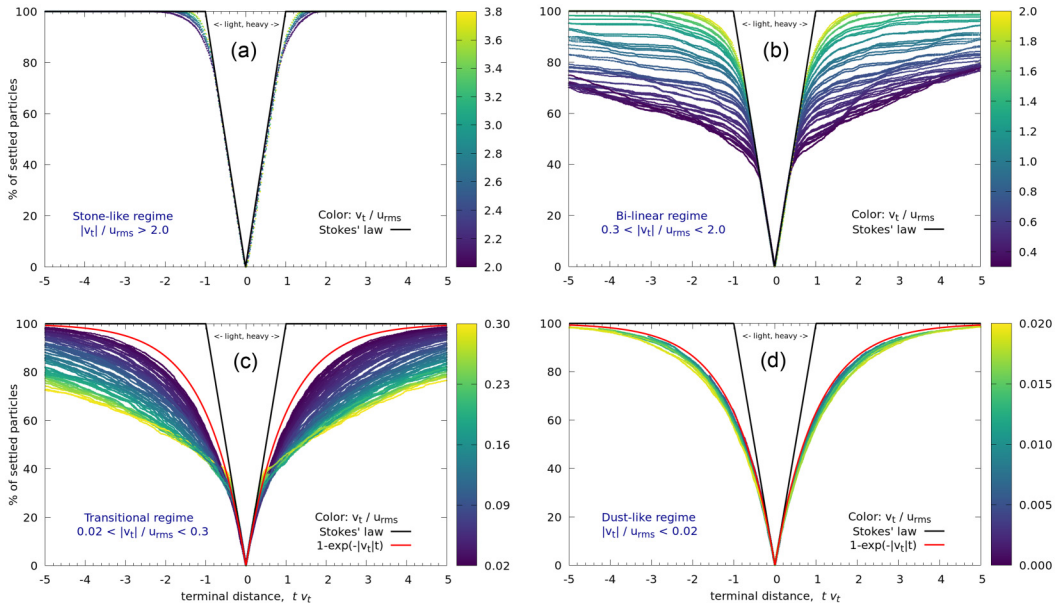 100
80
60
40
20
0
% of settled particles
<- light, heavy ->
(a)
Stone-like regime
|vt| / urms > 2.0
Color: vt / urms
Stokes' law
-5 -4 -3 -2 -1 0 1 2 3 4 5
3.8
3.6
3.4
3.2
3.0
2.8
2.6
2.4
2.2
2.0
100
80
60
40
20
0
<- light, heavy ->
(b)
Bi-linear regime
0.3 < |vt| / urms < 2.0
Color: vt / urms
Stokes' law
-5 -4 -3 -2 -1 0 1 2 3 4 5
2.0
1.8
1.6
1.4
1.2
1.0
0.8
0.6
0.4
100
80
60
40
20
0
% of settled particles
<- light, heavy ->
(c)
Transitional regime
0.02 < |vt| / urms < 0.3
Color: vt / urms
Stokes' law
1-exp(-|vt|t)
-5 -4 -3 -2 -1 0 1 2 3 4 5
terminal distance, t vt
0.30
0.23
0.16
0.09
0.02
100
80
60
40
20
0
<- light, heavy ->
(d)
Dust-like regime
|vt| / urms < 0.02
Color: vt / urms
Stokes' law
1-exp(-|vt|t)
-5 -4 -3 -2 -1 0 1 2 3 4 5
terminal distance, t vt
0.020
0.015
0.010
0.005
0.000